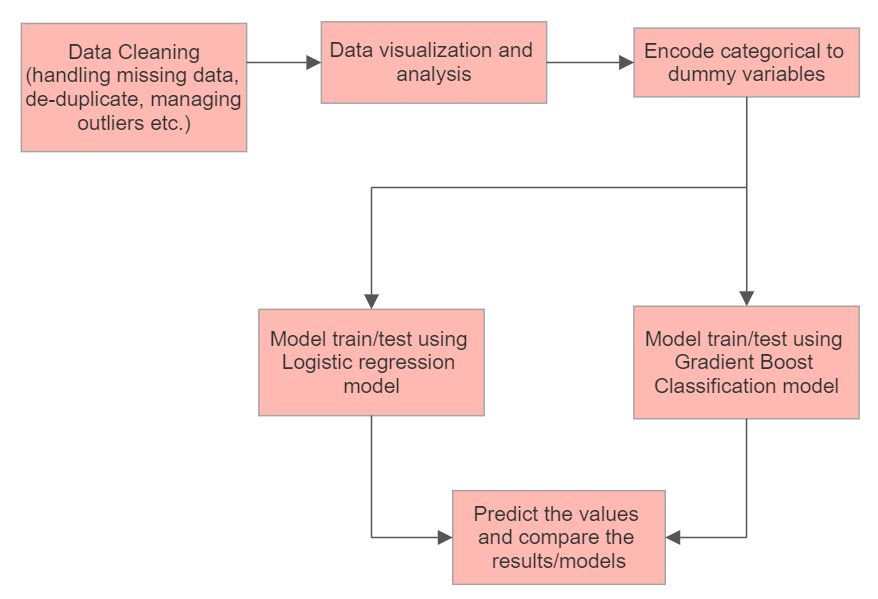 Data Cleaning
(handling missing data,
de-duplicate, managing
outliers etc.)
Data visualization and
analysis
Encode categorical to
dummy variables
Model train/test using
Logistic regression
model
Model train/test using
Gradient Boost
Classification model
Predict the values
and compare the
results/models